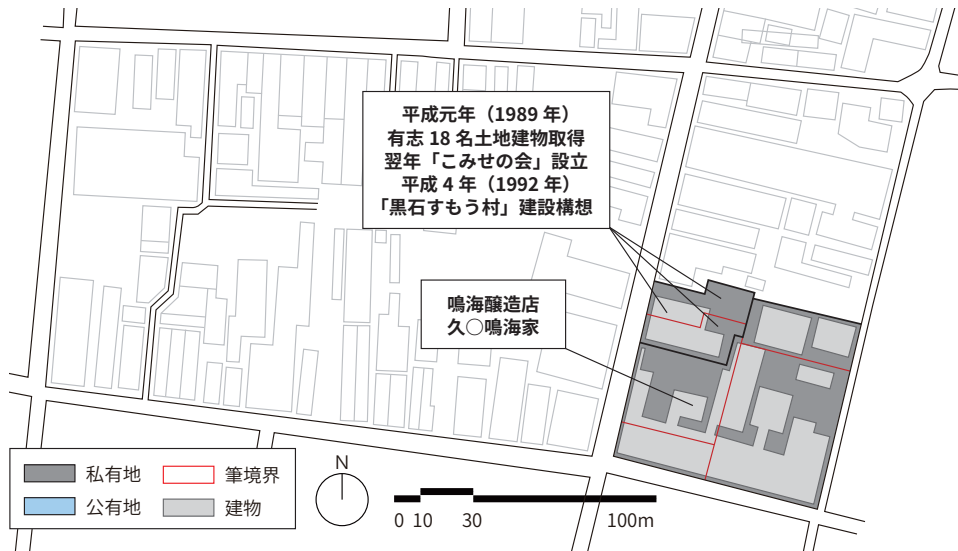 平成元年（1989 年）
有志 18 名土地建物取得
翌年「こみせの会」設立
平成 4 年（1992 年）
「黒石すもう村」建設構想
鳴海醸造店
久○鳴海家
私有地
筆境界
公有地
建物
N
0 10 30 100m